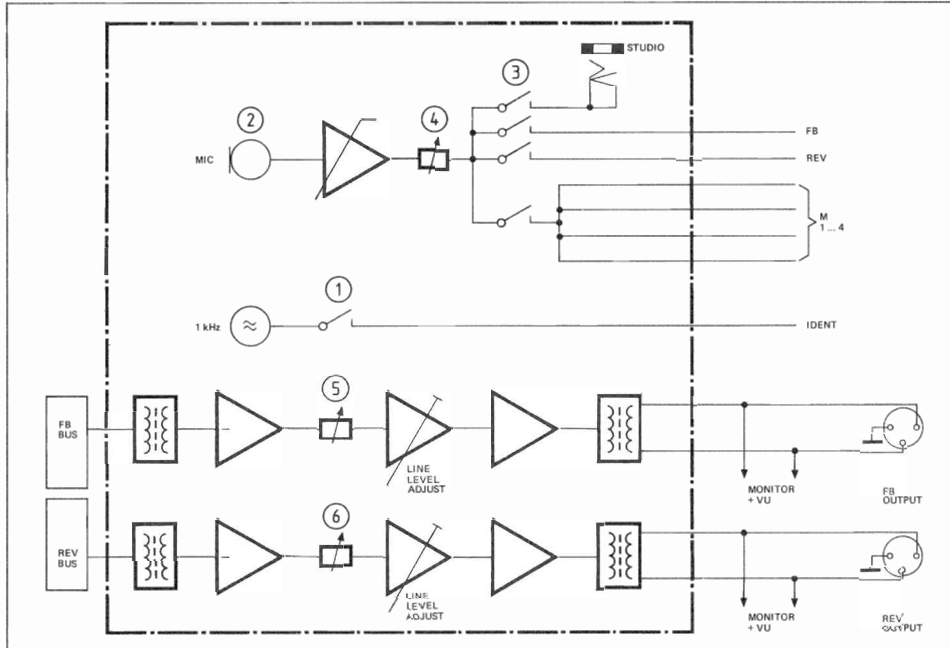 STUDIO
3
2
4
MIC
FB
REV
M
1 ... 4
1
1 kHz
≈
IDENT
5
FB
BUS
LINE
LEVEL
ADJUST
MONITOR
+ VU
FB
OUTPUT
6
REV
BUS
LINE
LEVEL
ADJUST
MONITOR
+ VU
REV
OUTPUT